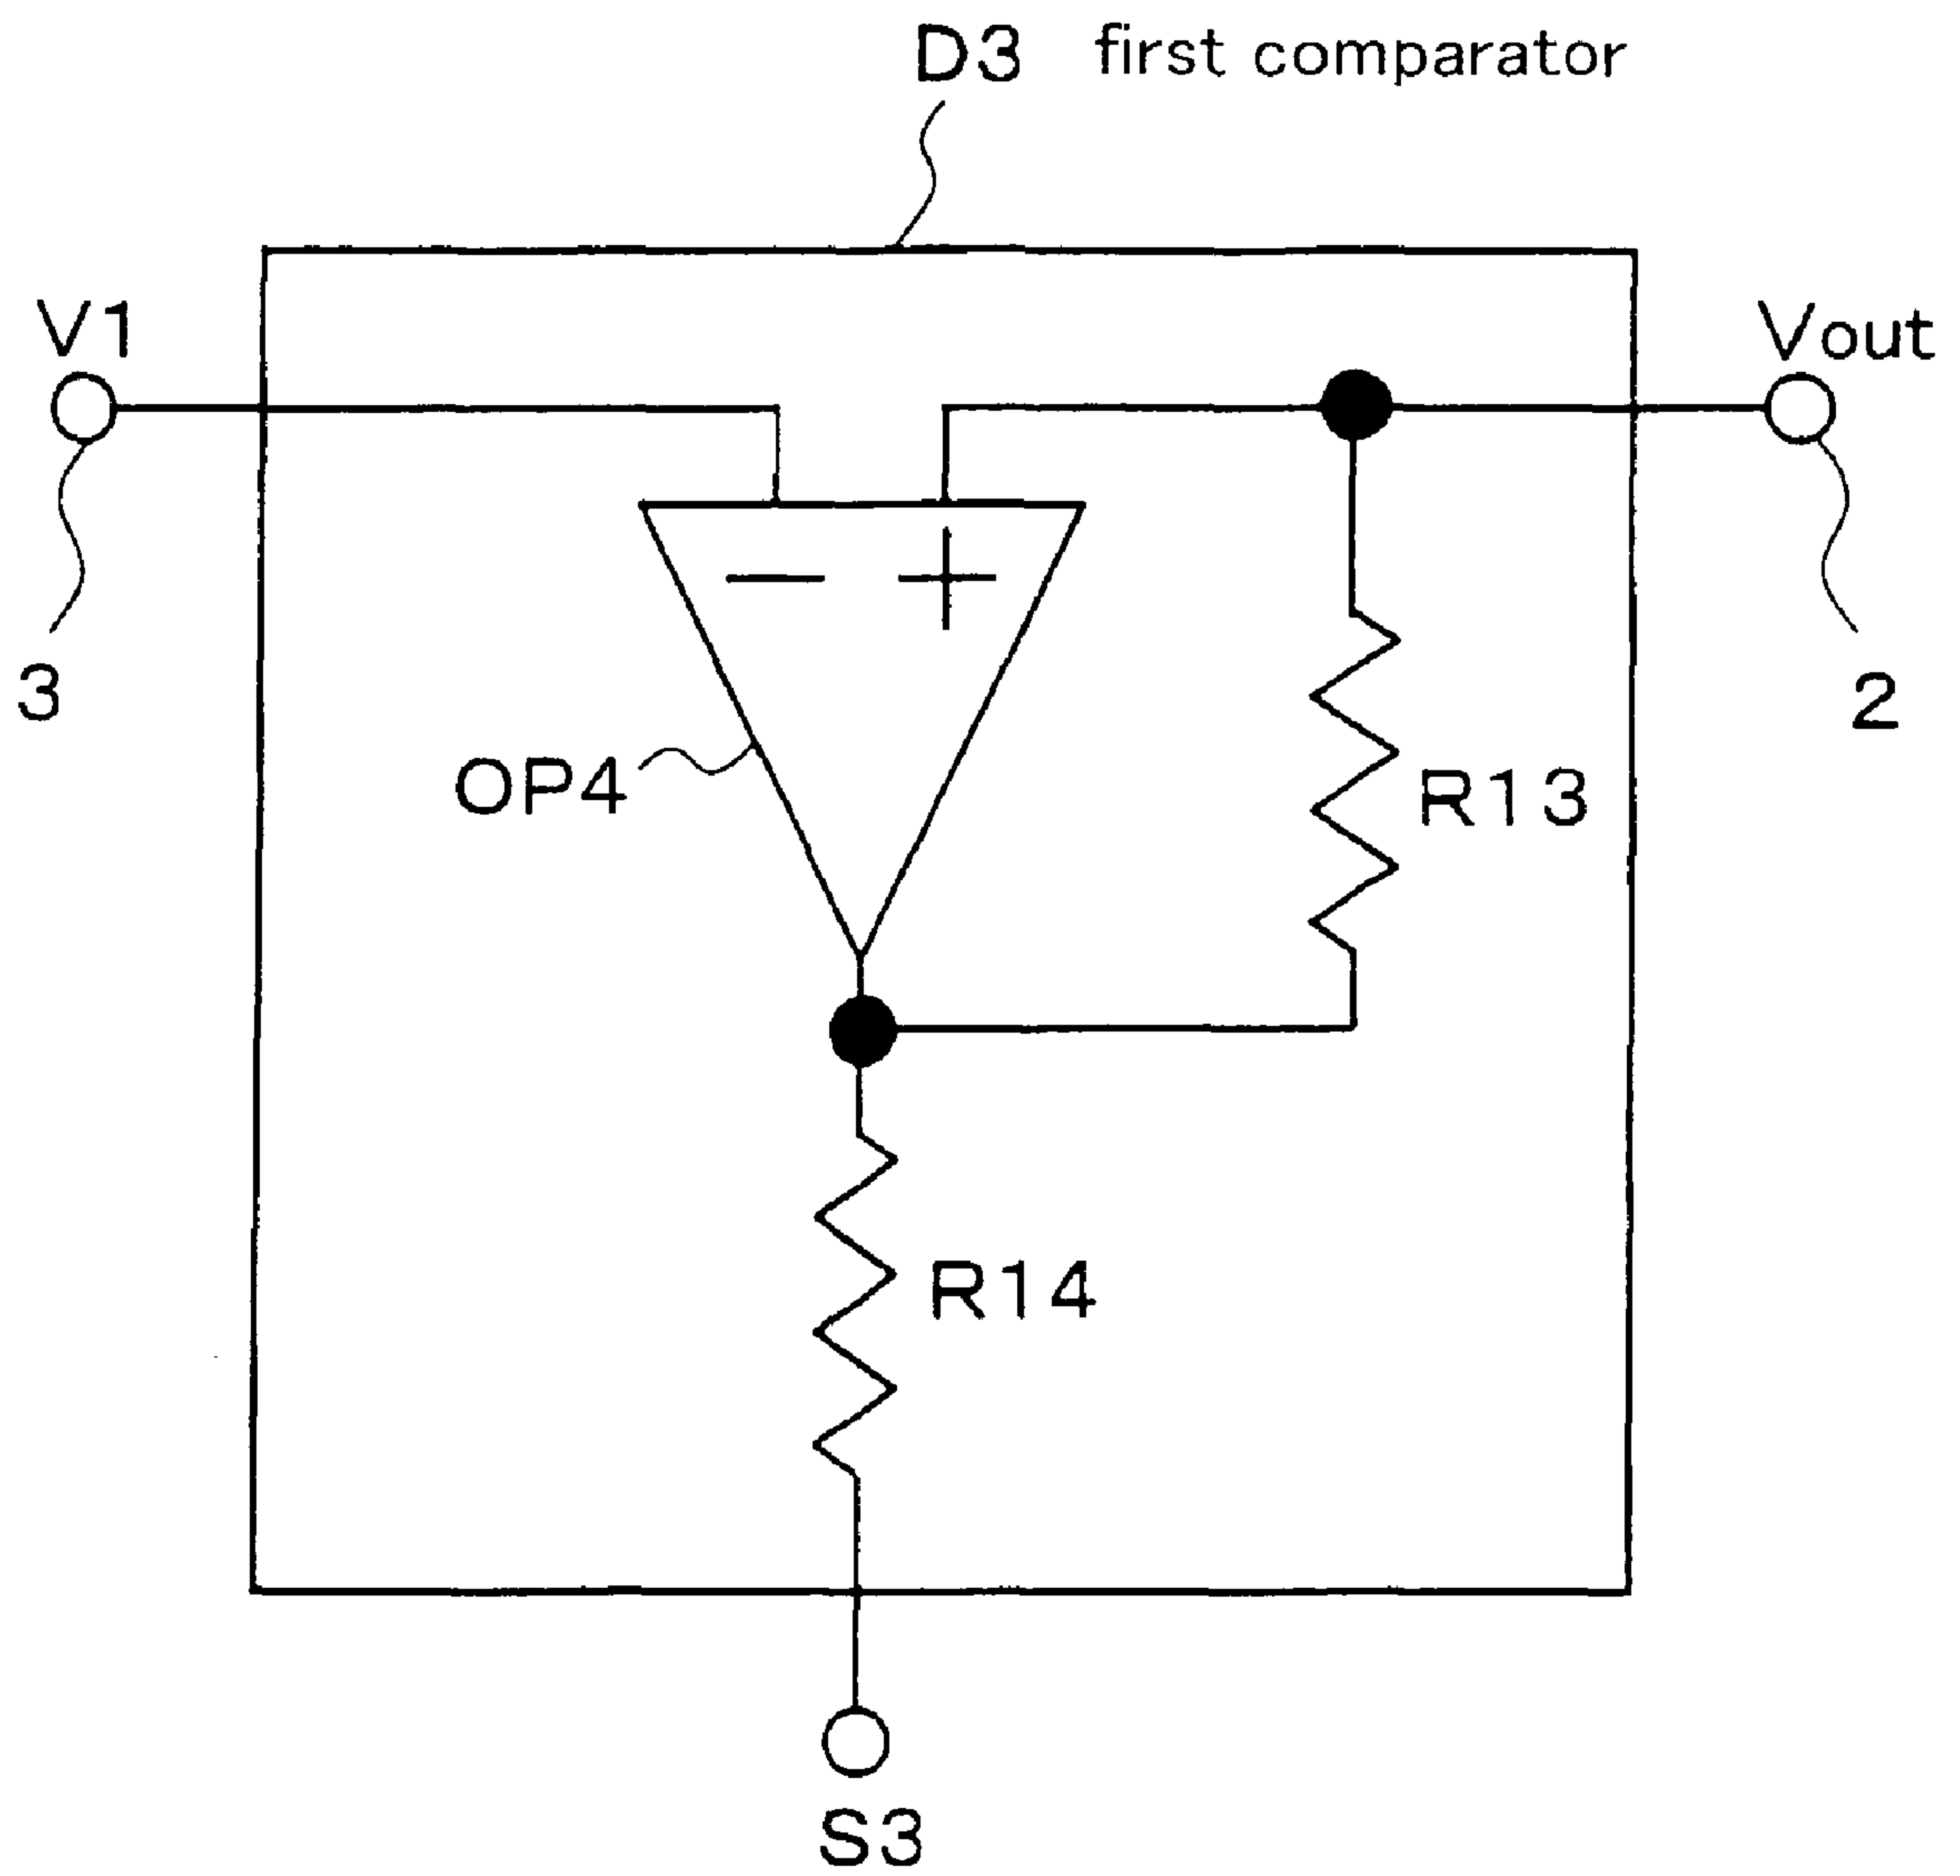 D3 first comparator
V1
Vout
3
2
OP4
R13
R14
S3